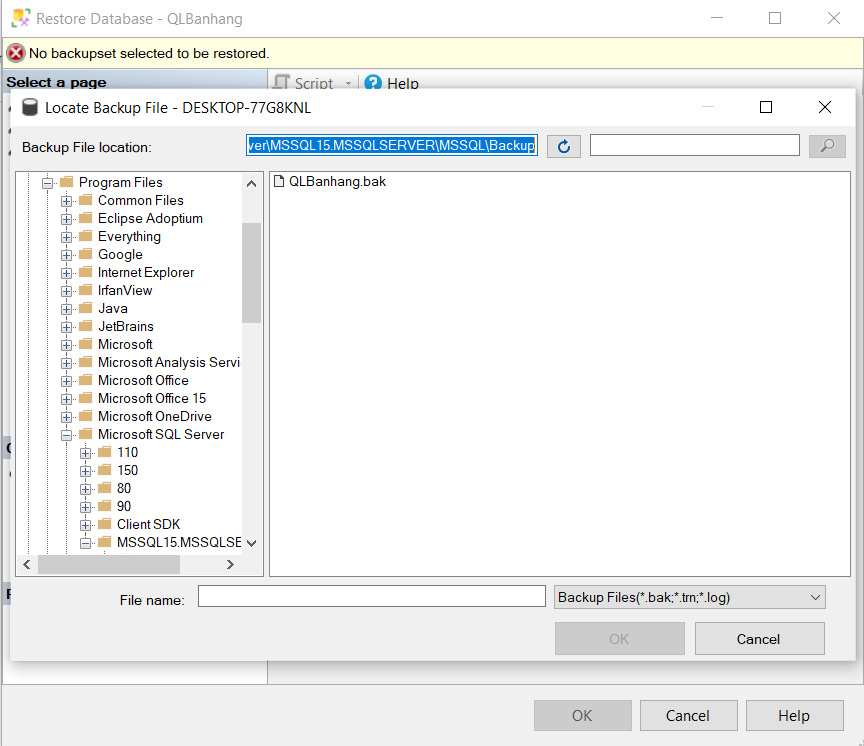 Restore Database - QLBanhang
No backupset selected to be restored.
Select a page
Script
Help
Locate Backup File - DESKTOP-77G8KNL
Backup File location:
ver\MSSQL15.MSSQLSERVER\MSSQL\Backup
Program Files
Common Files
Eclipse Adoptium
Everything
Google
Internet Explorer
IrfanView
Java
JetBrains
Microsoft
Microsoft Analysis Servi
Microsoft Office
Microsoft Office 15
Microsoft OneDrive
Microsoft SQL Server
110
150
80
90
Client SDK
MSSQL15.MSSQLSE
QLBanhang.bak
File name:
Backup Files(*.bak;*.trn;*.log)
OK
Cancel
OK
Cancel
Help